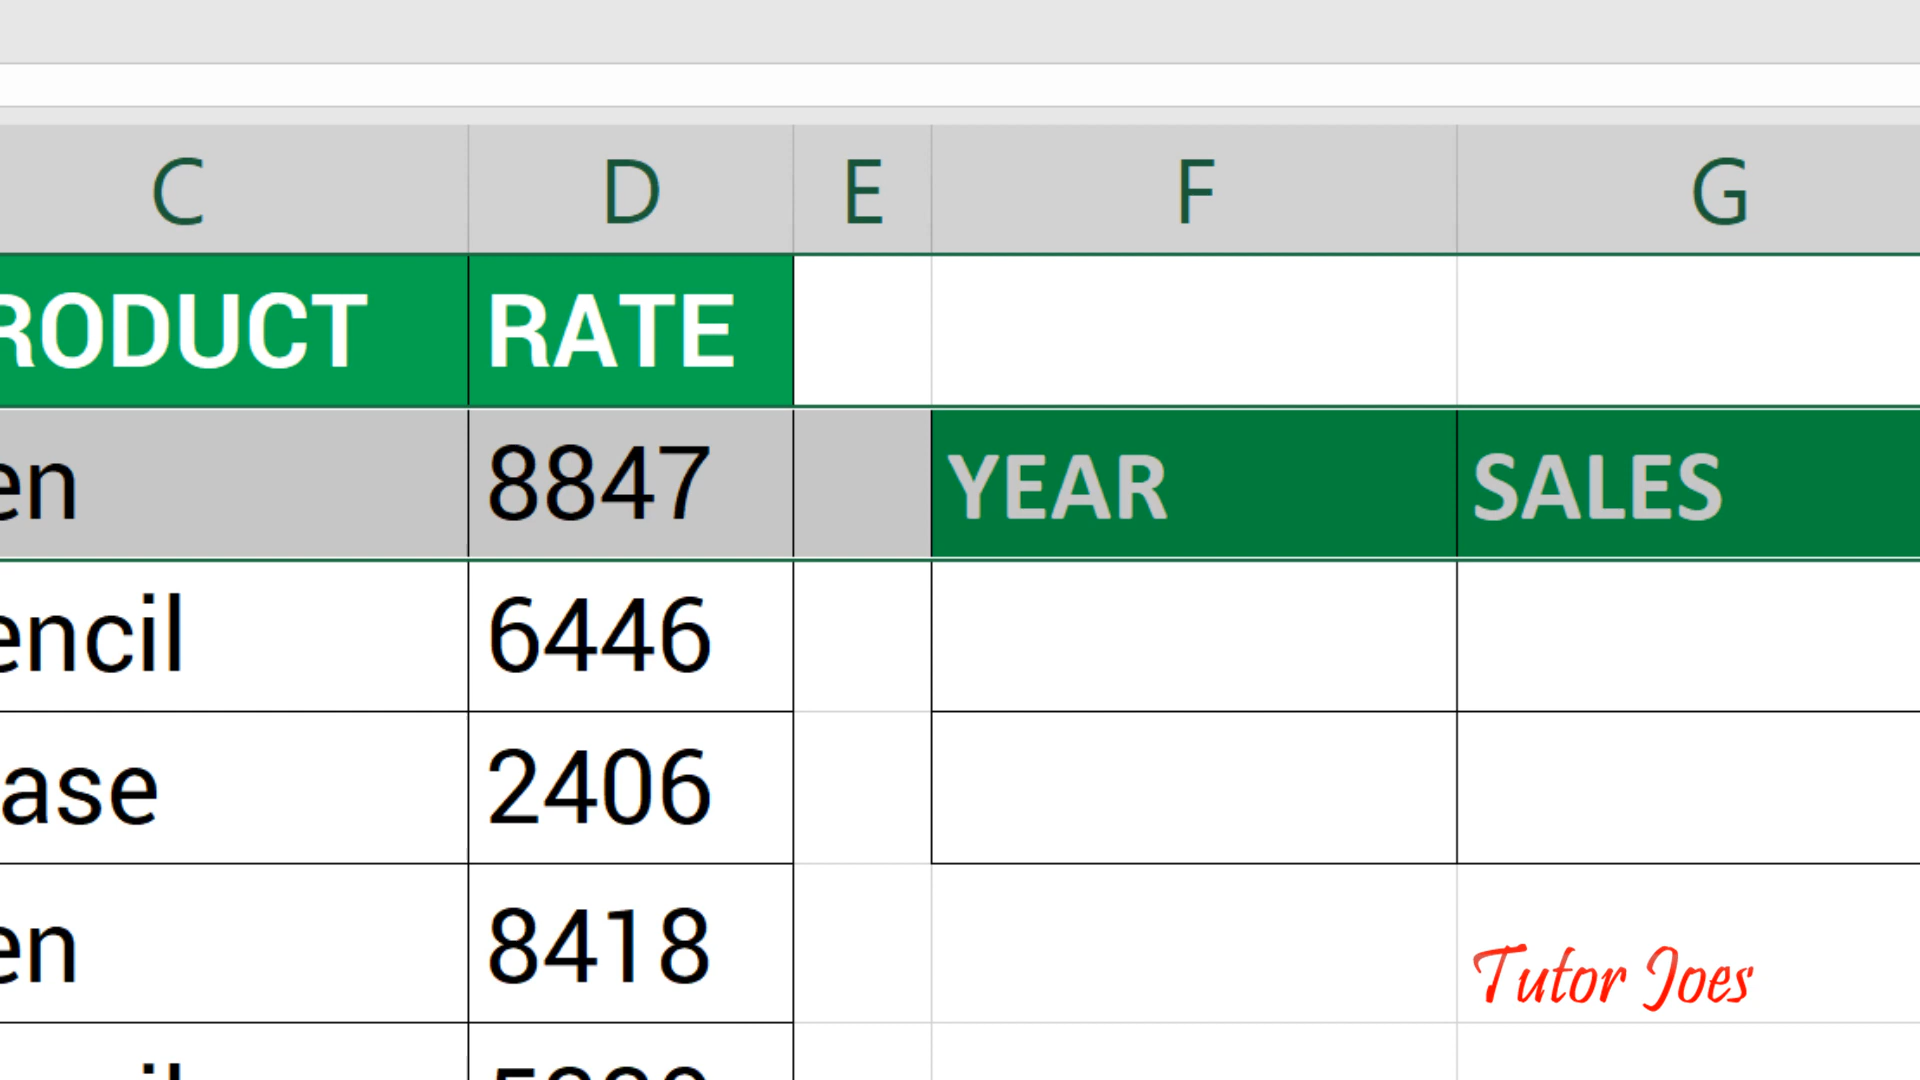 C D E F G
RODUCT RATE
en 8847 YEAR SALES
encil 6446
ase 2406
en 8418
Tutor Joes